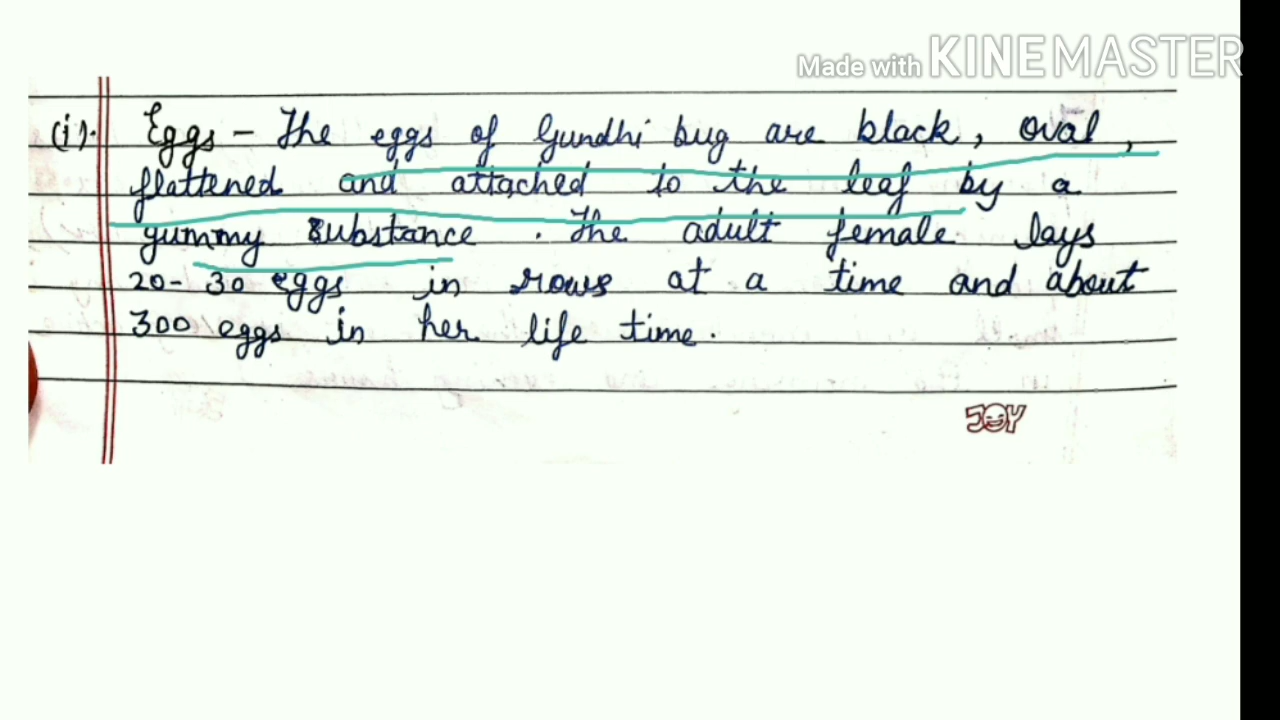 Made with KINEMASTER
(i). Eggs - The eggs of Gundhi bug are black, oval,
flattened and attached to the leaf by a
gummy substance. The adult female lays
20-30 eggs in rows at a time and about
300 eggs in her life time.
JOY